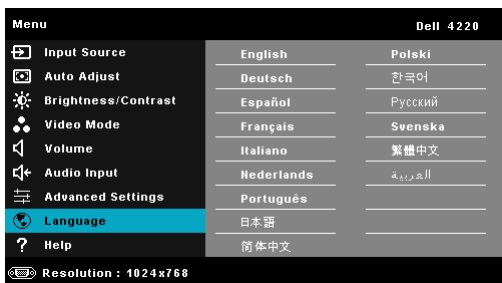 Menu Dell 4220
Input Source
Auto Adjust
Brightness/Contrast
Video Mode
Volume
Audio Input
Advanced Settings
Language
Help
English
Deutsch
Español
Français
Italiano
Nederlands
Português
日本語
简体中文
Polski
한국어
Русский
Svenska
繁體中文
العربية
Resolution : 1024x768